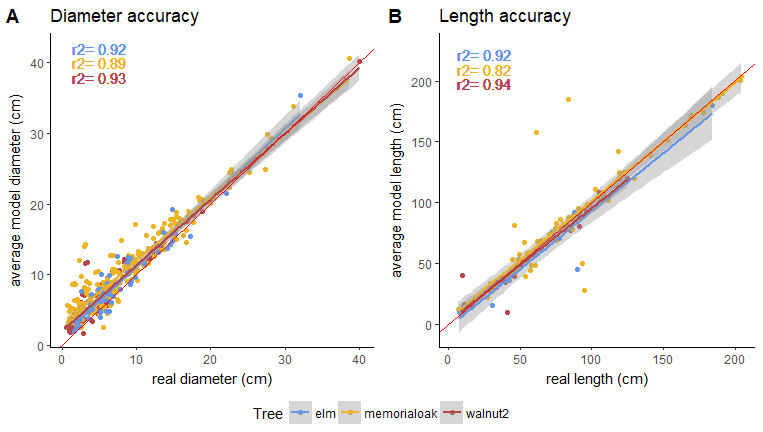 A
Diameter accuracy
r2= 0.92
r2= 0.89
r2= 0.93
average model diameter (cm)
40
30
20
10
0
0 10 20 30 40
real diameter (cm)
B
Length accuracy
r2= 0.92
r2= 0.82
r2= 0.94
average model length (cm)
200
150
100
50
0
0 50 100 150 200
real length (cm)
Tree elm memorialoak walnut2